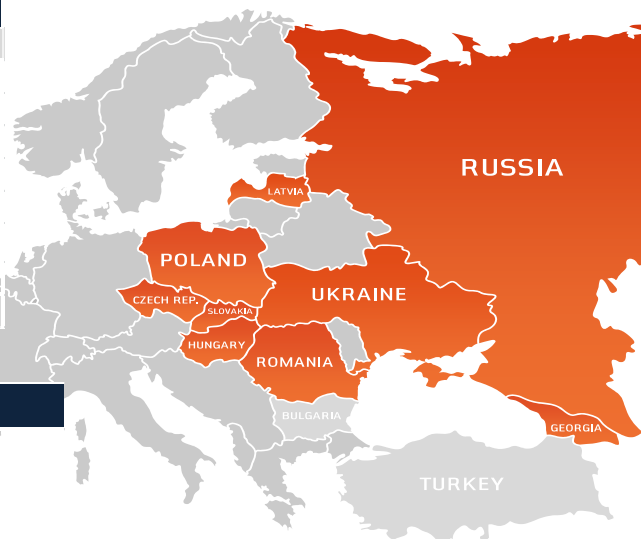 RUSSIA
LATVIA
POLAND
UKRAINE
CZECH REP.
SLOVAKIA
HUNGARY
ROMANIA
BULGARIA
GEORGIA
TURKEY